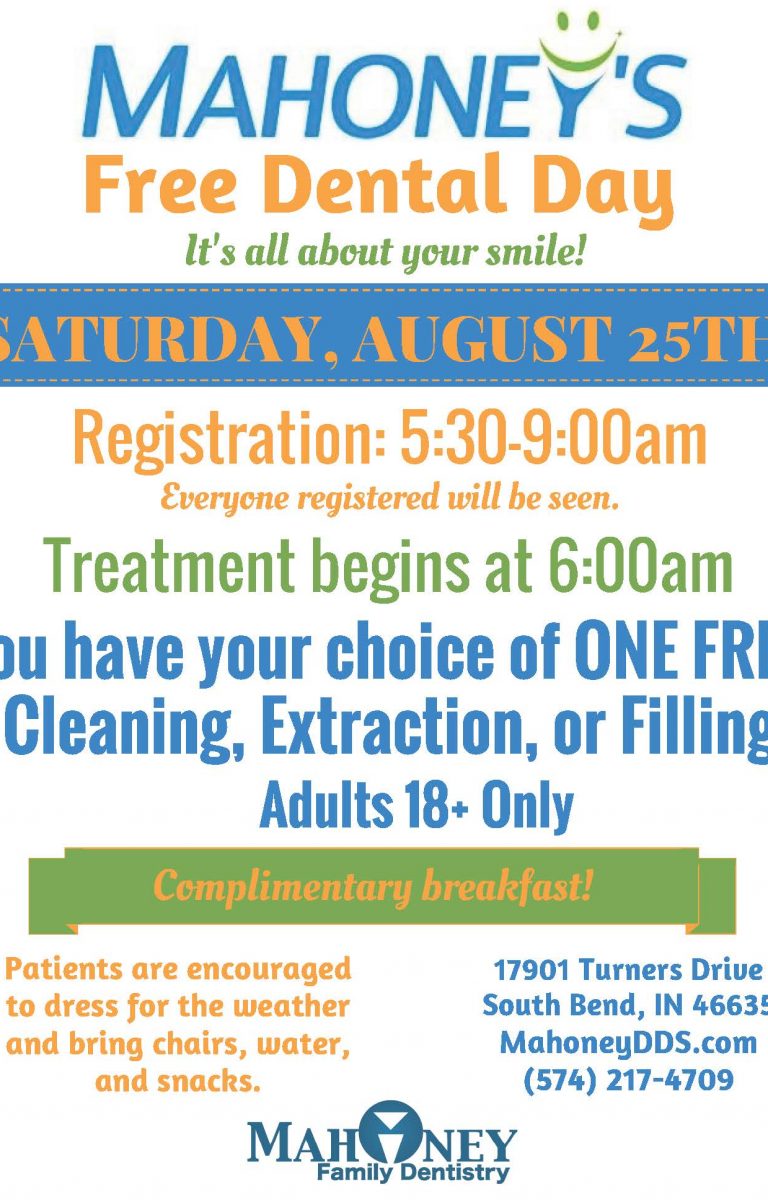 MAHONEY'S
Free Dental Day
It's all about your smile!
SATURDAY, AUGUST 25TH
Registration: 5:30-9:00am
Everyone registered will be seen.
Treatment begins at 6:00am
ou have your choice of ONE FRE
Cleaning, Extraction, or Filling
Adults 18+ Only
Complimentary breakfast!
Patients are encouraged
to dress for the weather
and bring chairs, water,
and snacks.
17901 Turners Drive
South Bend, IN 46635
MahoneyDDS.com
(574) 217-4709
MAHONEY
Family Dentistry